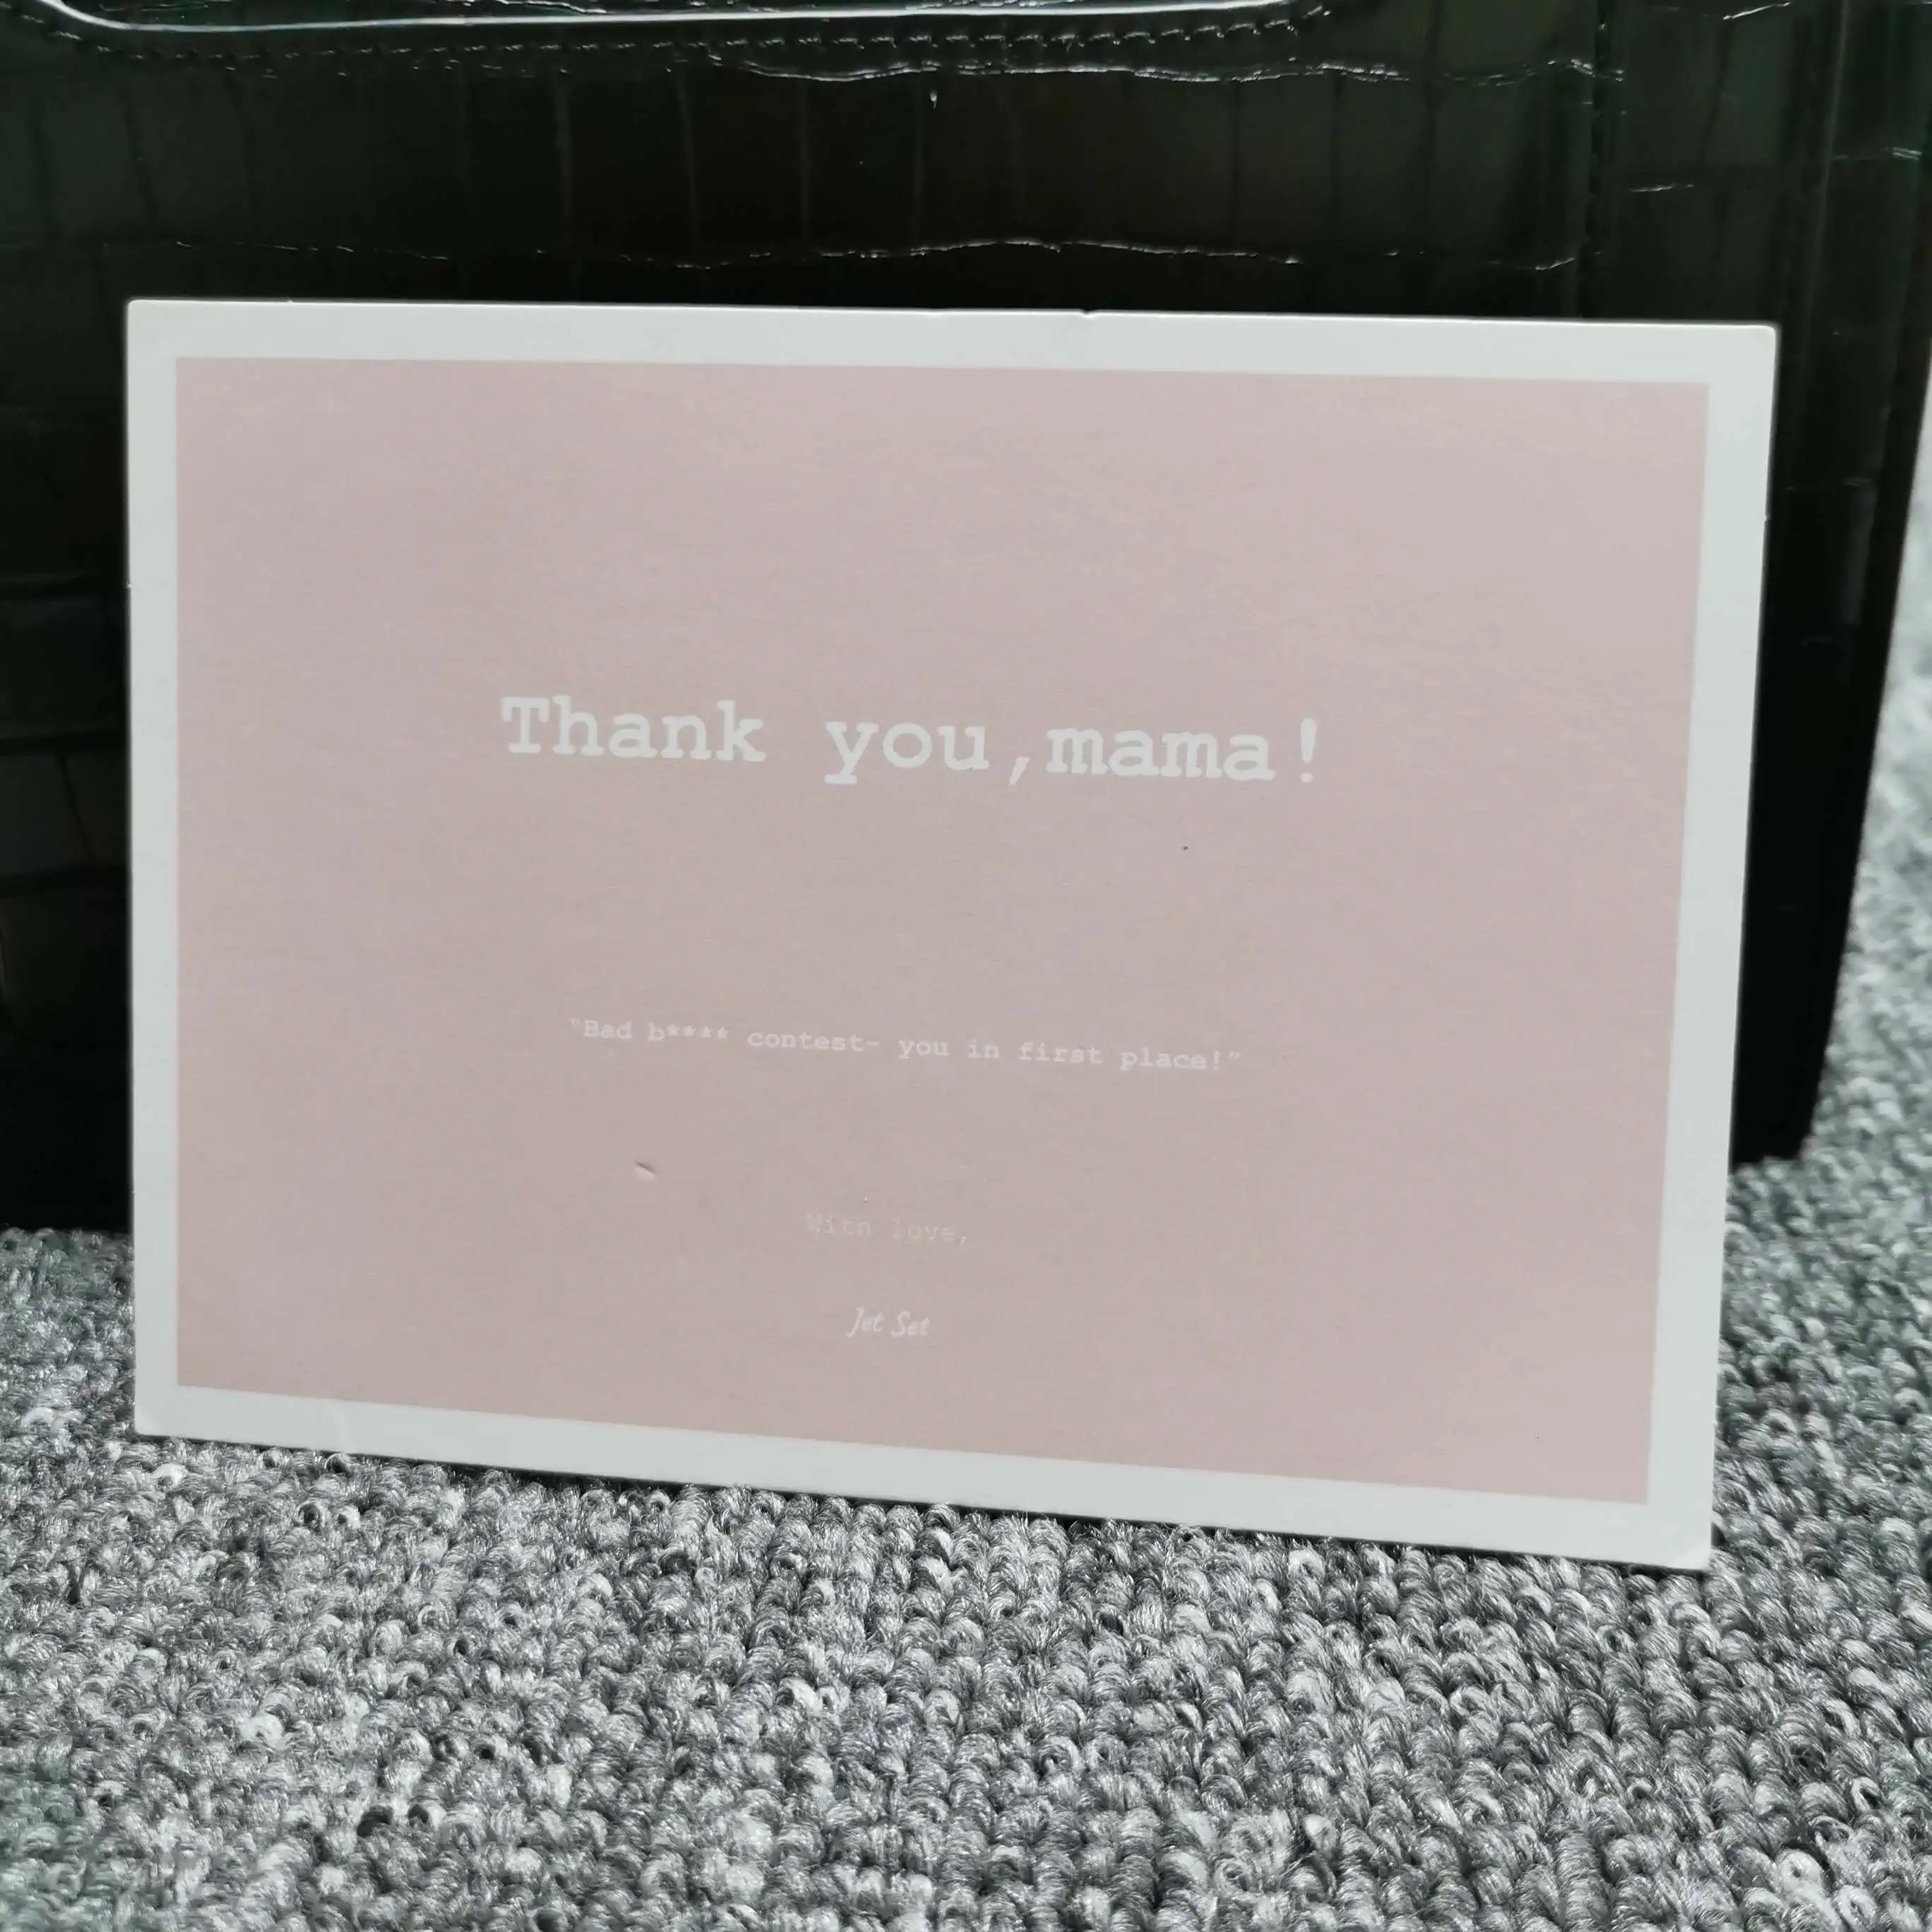 Thank you,mama!
"Bad b**** contest- you in first place!"
With love,
Jet Set